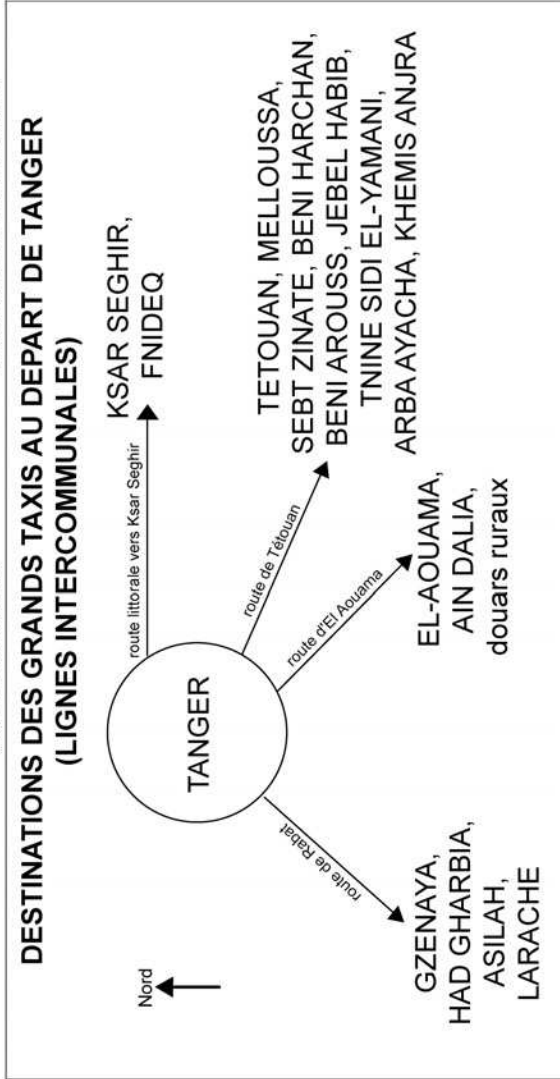 DESTINATIONS DES GRANDS TAXIS AU DEPART DE TANGER
(LIGNES INTERCOMMUNALES)
Nord
TANGER
route littorale vers Ksar Seghir
KSAR SEGHIR,
FNIDEQ
route de Tétouan
TETOUAN, MELLOUSSA,
SEBT ZINATE, BENI HARCHAN,
BENI AROUSS, JEBEL HABIB,
TNINE SIDI EL-YAMANI,
ARBA AYACHA, KHEMIS ANJRA
route d'El Aouama
EL-AOUAMA,
AIN DALIA,
douars ruraux
route de Rabat
GZENAYA,
HAD GHARBIA,
ASILAH,
LARACHE